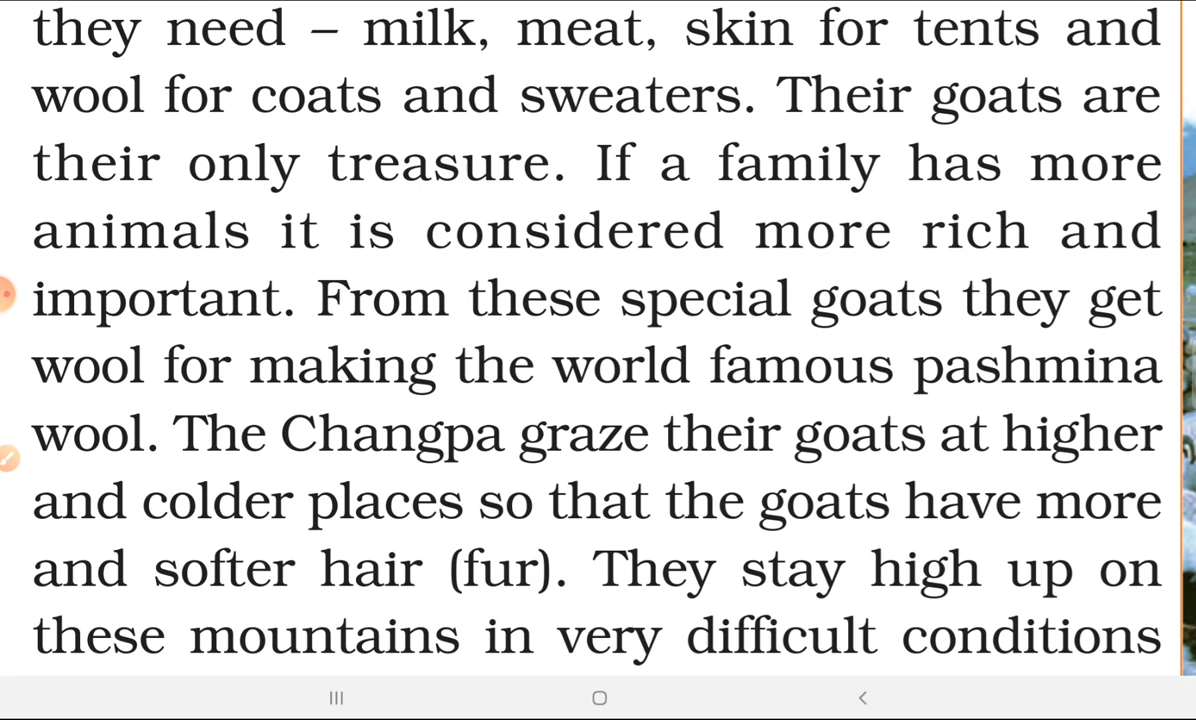 they need – milk, meat, skin for tents and
wool for coats and sweaters. Their goats are
their only treasure. If a family has more
animals it is considered more rich and
important. From these special goats they get
wool for making the world famous pashmina
wool. The Changpa graze their goats at higher
and colder places so that the goats have more
and softer hair (fur). They stay high up on
these mountains in very difficult conditions